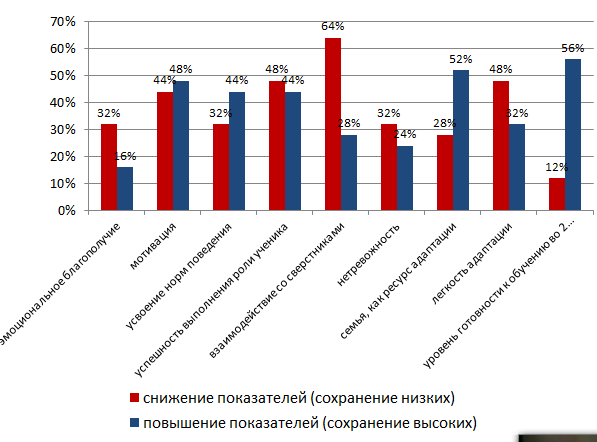 70%
60%
50%
40%
30%
20%
10%
0%
32%
16%
44%
48%
32%
44%
48%
44%
64%
28%
32%
24%
28%
52%
48%
32%
12%
56%
эмоциональное благополучие
мотивация
усвоение норм поведения
успешность выполнения роли ученика
взаимодействие со сверстниками
нетревожность
семья, как ресурс адаптации
легкость адаптации
уровень готовности к обучению во 2...
снижение показателей (сохранение низких)
повышение показателей (сохранение высоких)